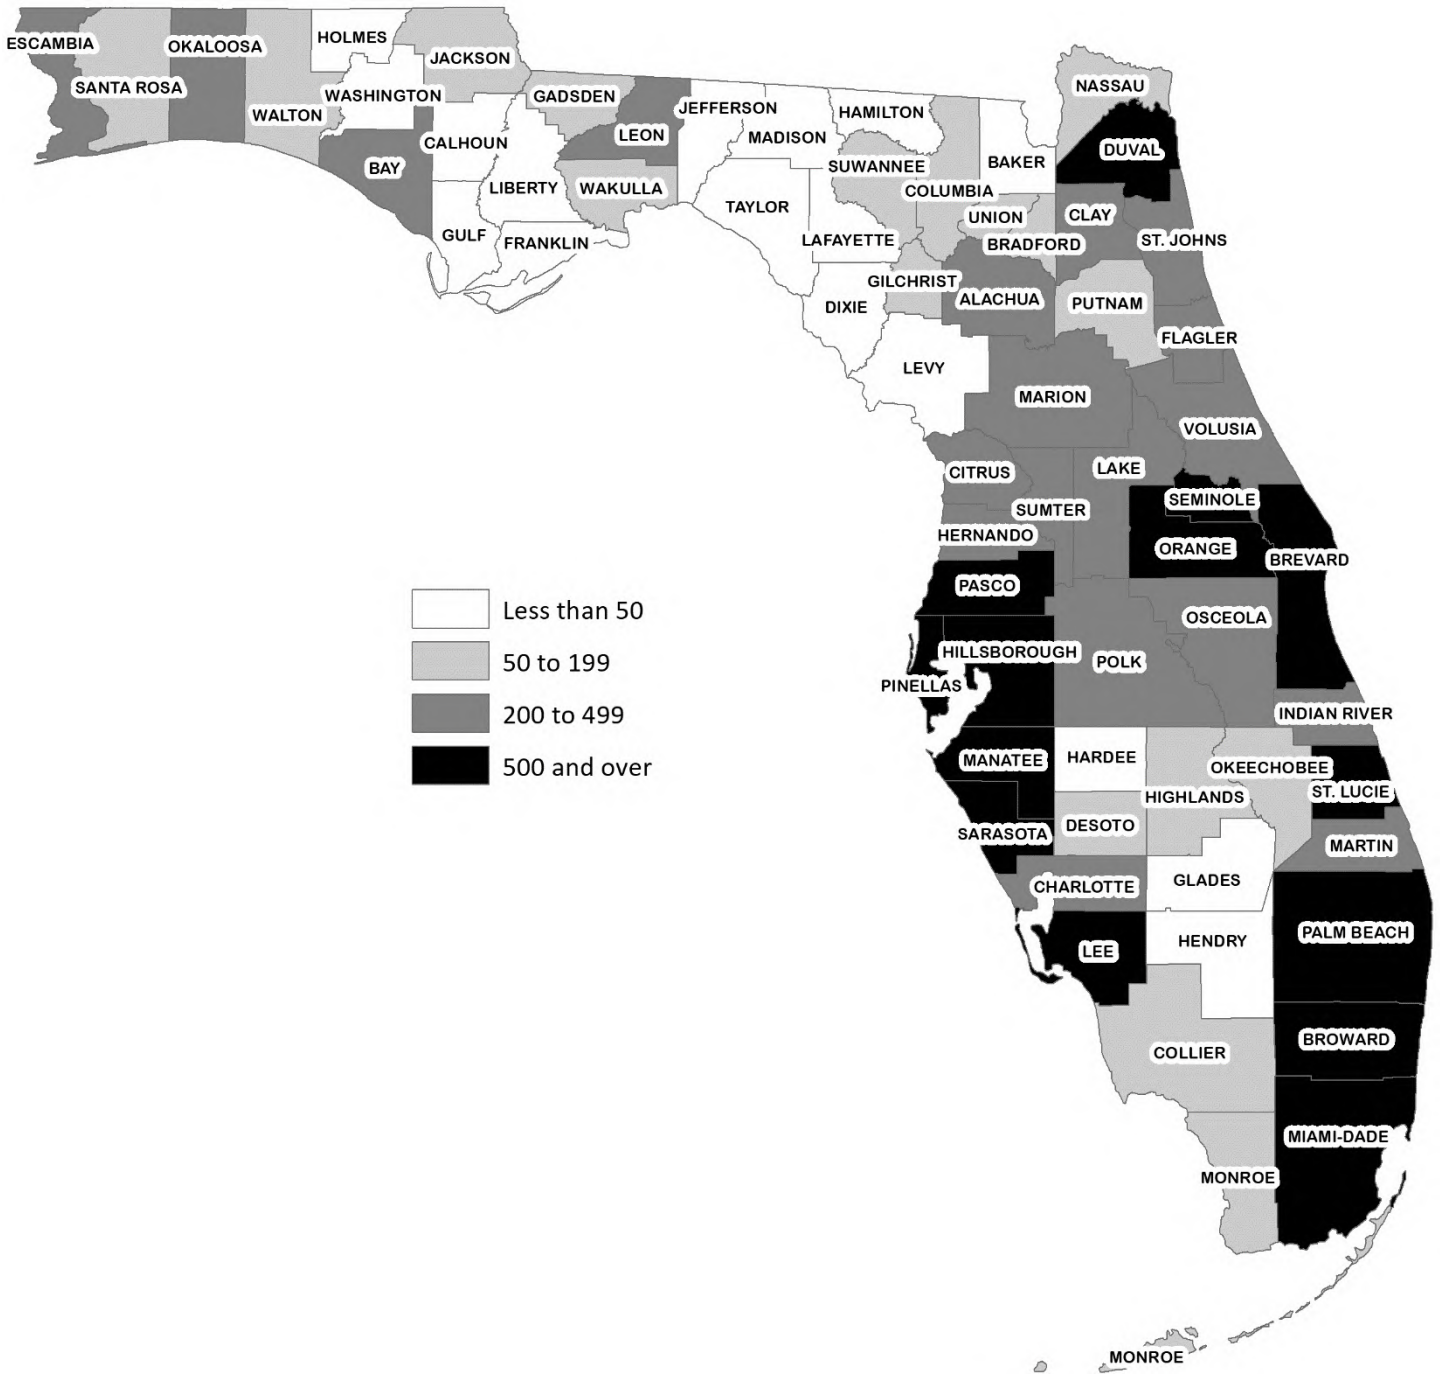 HOLMES
ESCAMBIA
OKALOOSA
JACKSON
SANTA ROSA
WALTON
WASHINGTON
GADSDEN
LEON
JEFFERSON
MADISON
HAMILTON
NASSAU
DUVAL
BAY
CALHOUN
LIBERTY
WAKULLA
TAYLOR
SUWANNEE
COLUMBIA
BAKER
UNION
BRADFORD
CLAY
ST. JOHNS
GULF
FRANKLIN
LAFAYETTE
GILCHRIST
ALACHUA
PUTNAM
DIXIE
FLAGLER
LEVY
MARION
VOLUSIA
CITRUS
LAKE
SUMTER
SEMINOLE
HERNANDO
ORANGE
BREVARD
PASCO
OSCEOLA
HILLSBOROUGH
POLK
PINELLAS
INDIAN RIVER
MANATEE
HARDEE
OKEECHOBEE
HIGHLANDS
ST. LUCIE
SARASOTA
DESOTO
MARTIN
CHARLOTTE
GLADES
PALM BEACH
LEE
HENDRY
BROWARD
COLLIER
MIAMI-DADE
MONROE
MONROE
Less than 50
50 to 199
200 to 499
500 and over